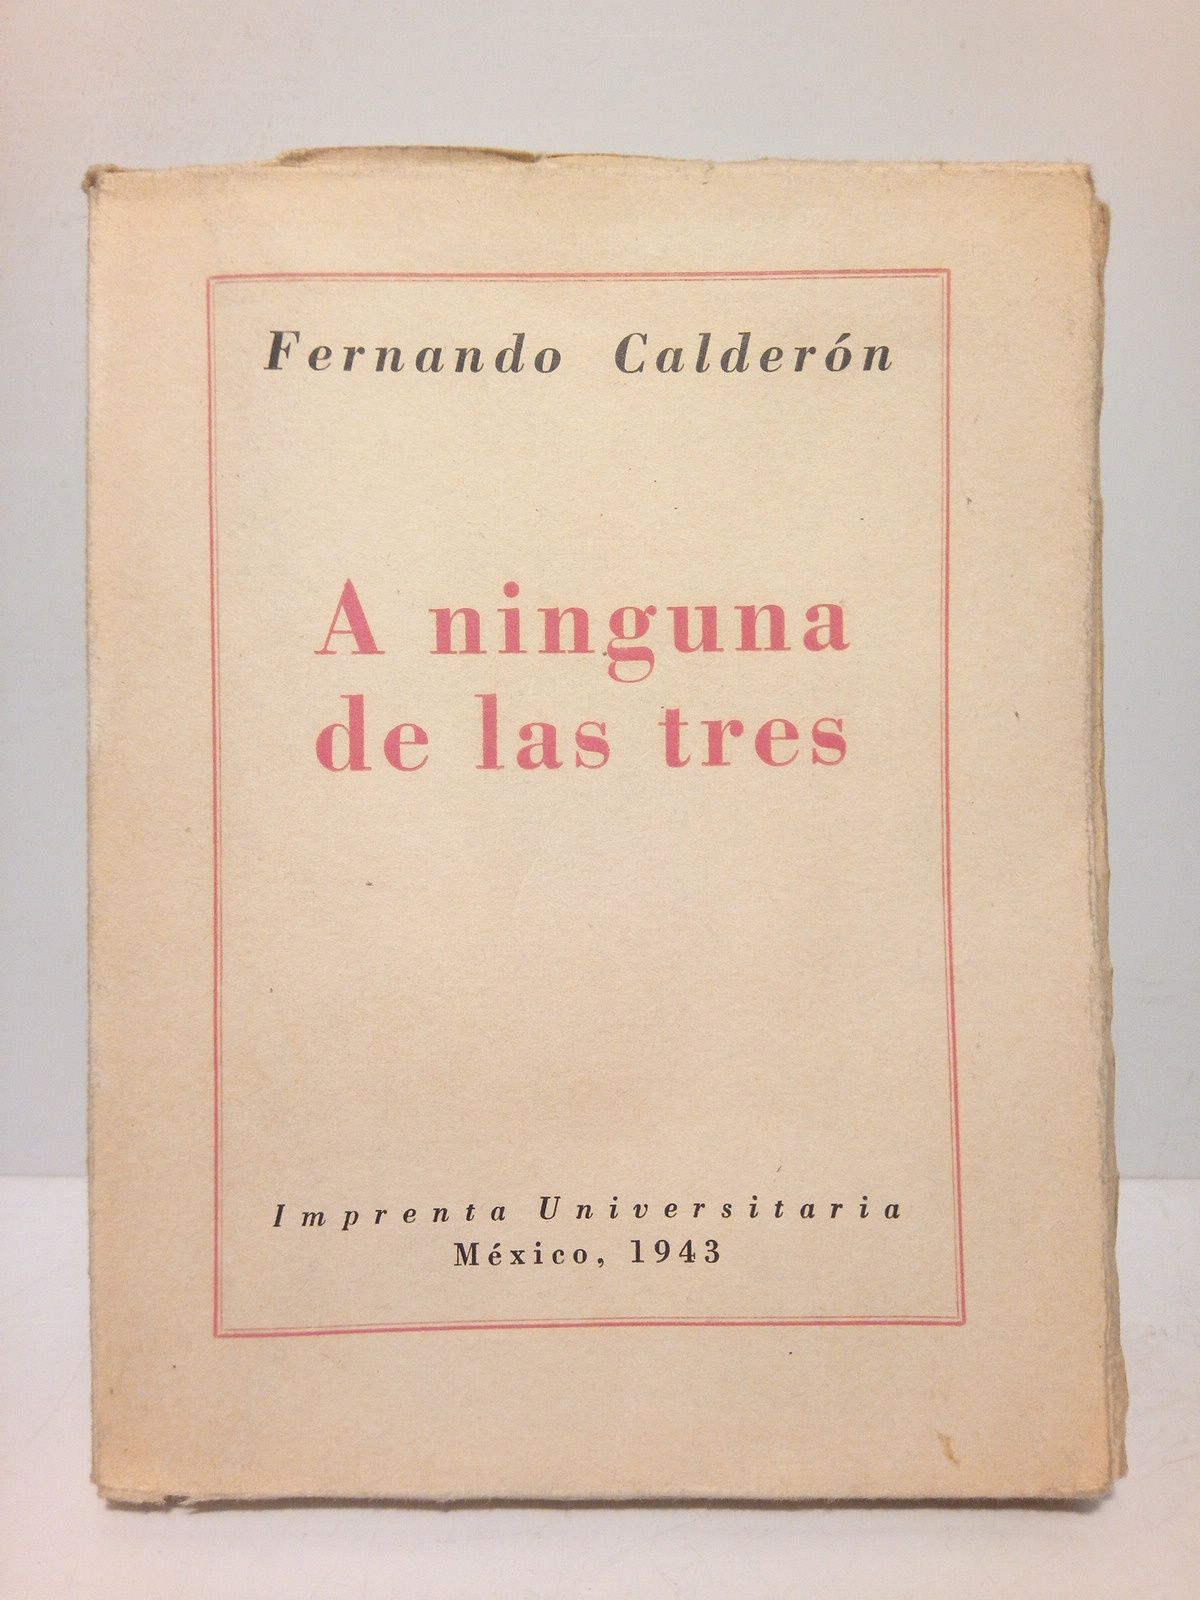 Fernando Calderón
A ninguna
de las tres
Imprenta Universitaria
México, 1943